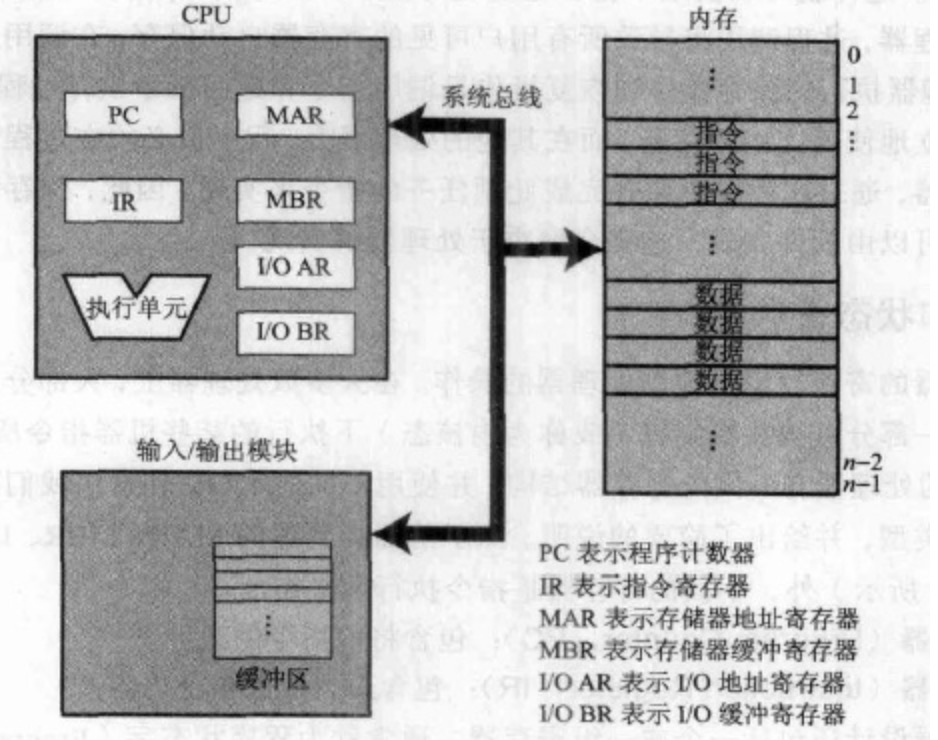 CPU
PC
MAR
IR
MBR
执行单元
I/O AR
I/O BR
系统总线
内存
0
1
2
⋮
⋮
指令
指令
指令
⋮
数据
数据
数据
数据
⋮
n−2
n−1
输入/输出模块
⋮
缓冲区
PC 表示程序计数器
IR 表示指令寄存器
MAR 表示存储器地址寄存器
MBR 表示存储器缓冲寄存器
I/O AR 表示 I/O 地址寄存器
I/O BR 表示 I/O 缓冲寄存器